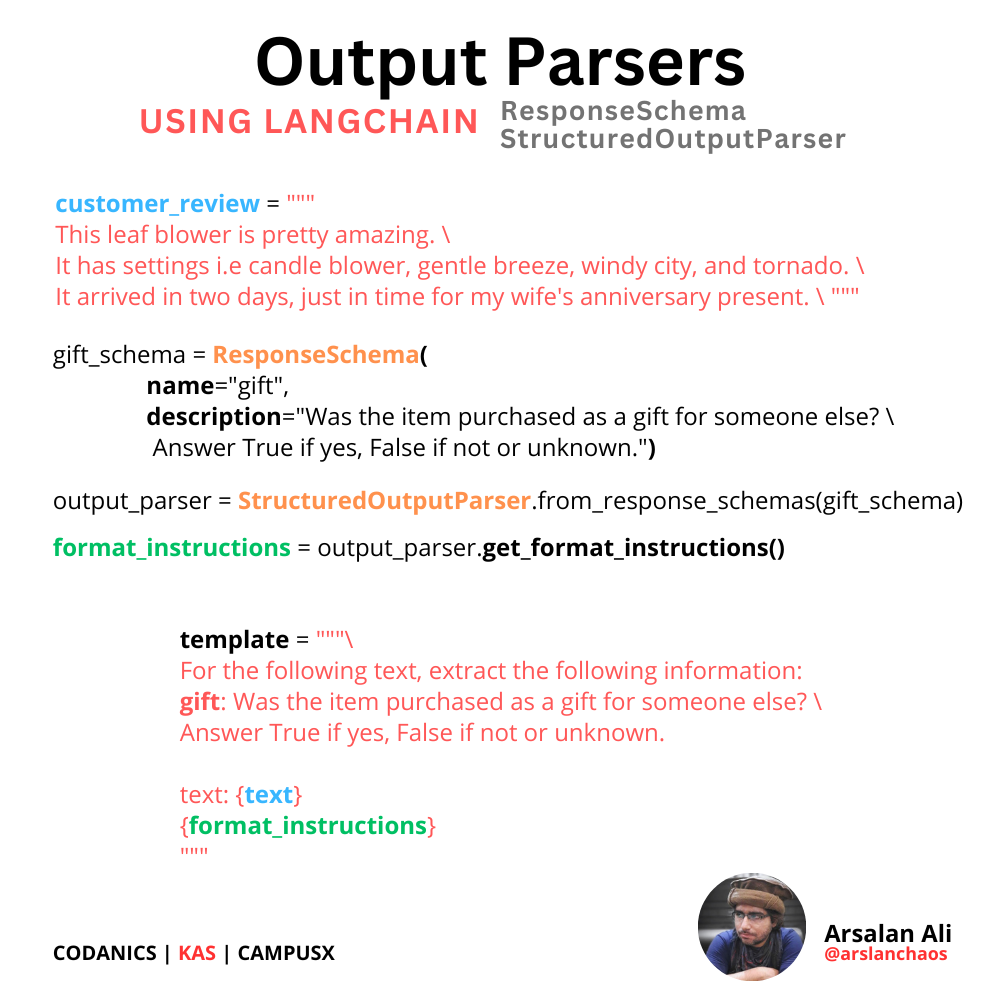 Output Parsers
USING LANGCHAIN
ResponseSchema
StructuredOutputParser
customer_review = """
This leaf blower is pretty amazing. \
It has settings i.e candle blower, gentle breeze, windy city, and tornado. \
It arrived in two days, just in time for my wife's anniversary present. \ """
gift_schema = ResponseSchema(
name="gift",
description="Was the item purchased as a gift for someone else? \
Answer True if yes, False if not or unknown.")
output_parser = StructuredOutputParser.from_response_schemas(gift_schema)
format_instructions = output_parser.get_format_instructions()
template = """\
For the following text, extract the following information:
gift: Was the item purchased as a gift for someone else? \
Answer True if yes, False if not or unknown.
text: {text}
{format_instructions}
"""
CODANICS | KAS | CAMPUSX
Arsalan Ali
@arslanchaos